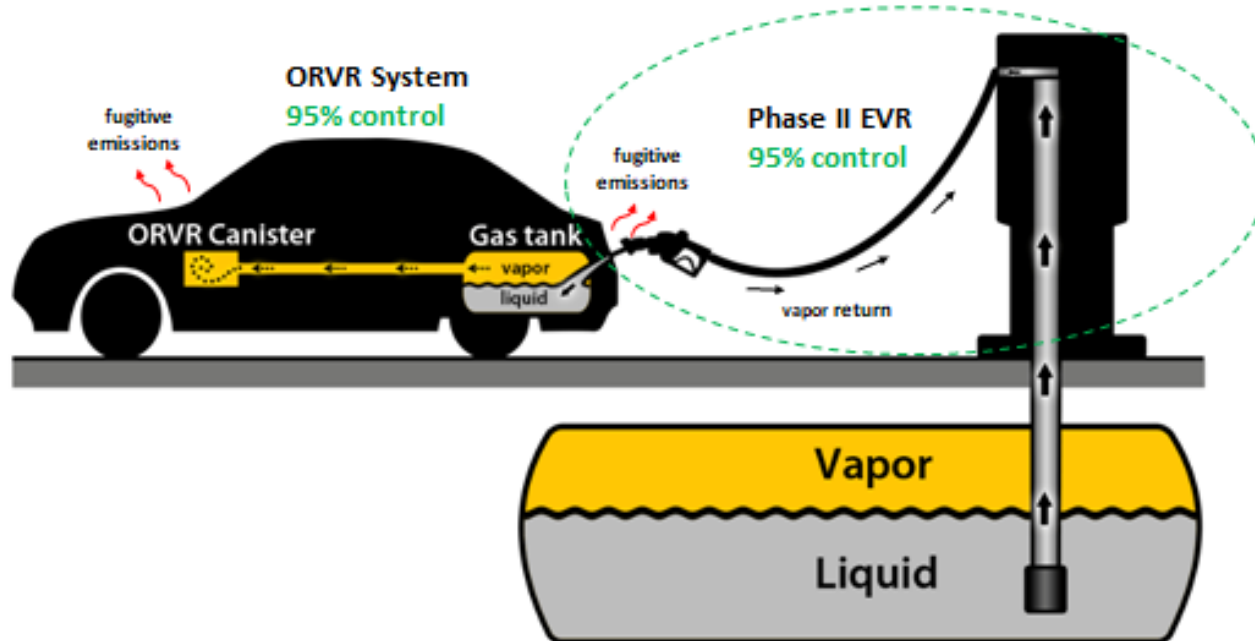 ORVR System
95% control
fugitive
emissions
Phase II EVR
95% control
fugitive
emissions
ORVR Canister
Gas tank
vapor
liquid
vapor return
Vapor
Liquid